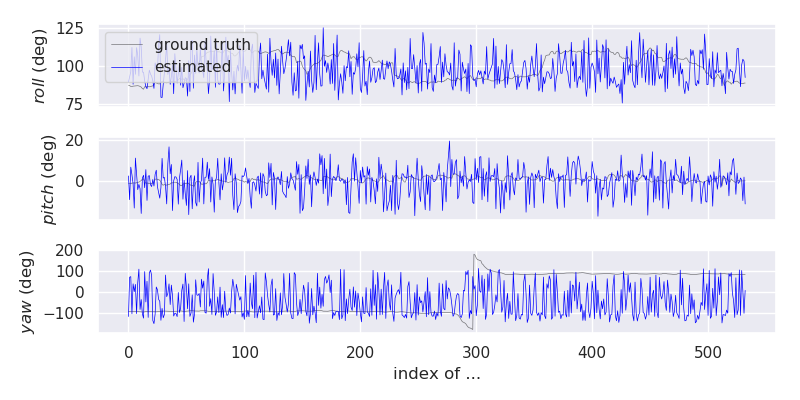 125
100
75
roll (deg)
ground truth
estimated
20
0
pitch (deg)
200
100
0
−100
yaw (deg)
0 100 200 300 400 500
index of ...